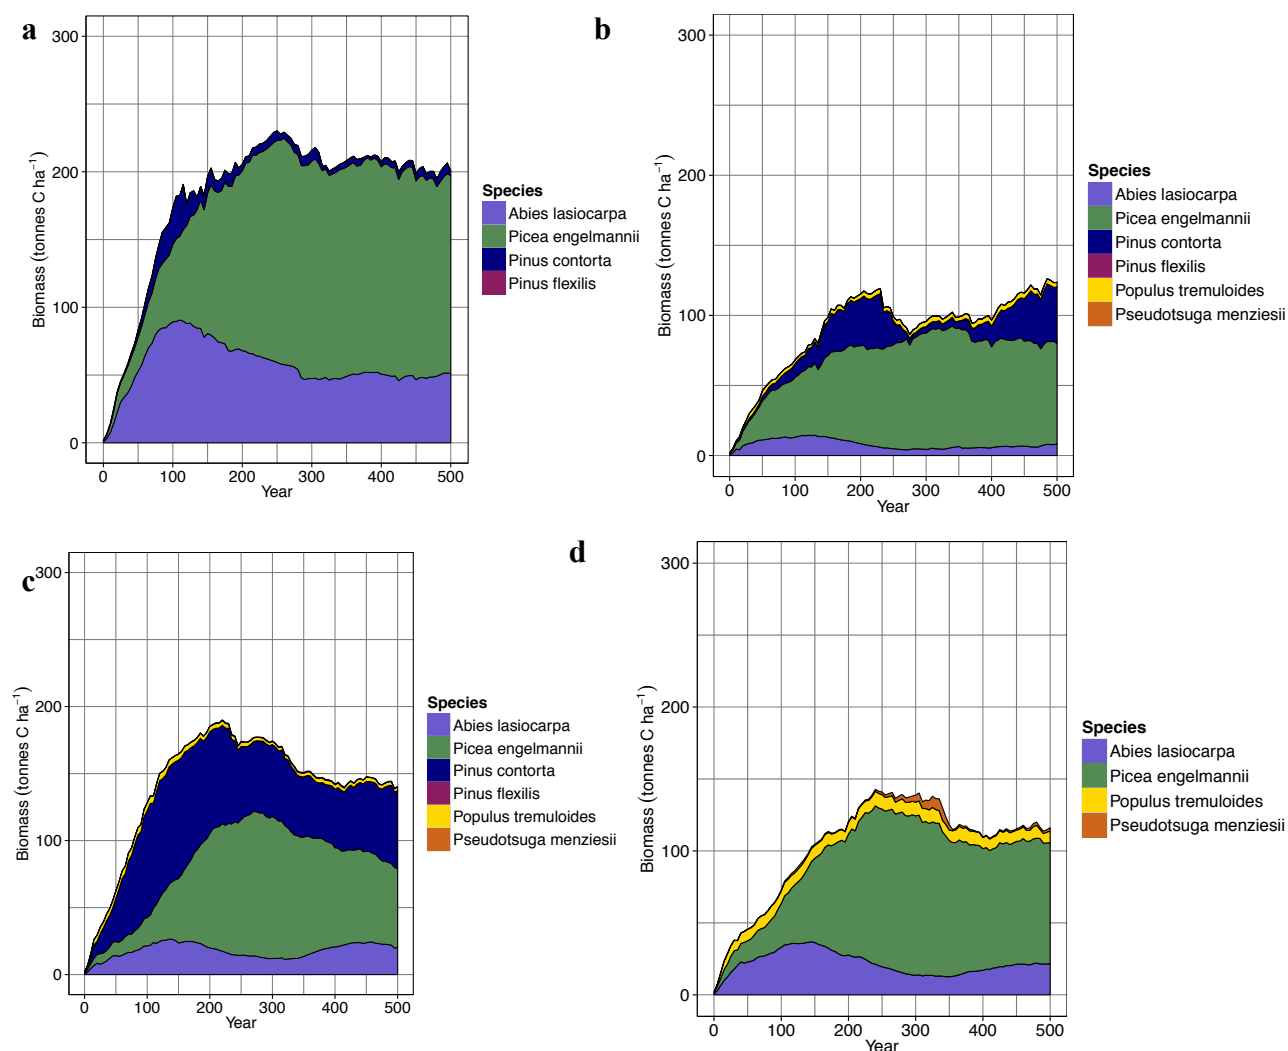 a
300
200
100
0
Biomass (tonnes C ha⁻¹)
0 100 200 300 400 500
Year
Species
Abies lasiocarpa
Picea engelmannii
Pinus contorta
Pinus flexilis
b
300
200
100
0
Biomass (tonnes C ha⁻¹)
0 100 200 300 400 500
Year
Species
Abies lasiocarpa
Picea engelmannii
Pinus contorta
Pinus flexilis
Populus tremuloides
Pseudotsuga menziesii
c
300
200
100
0
Biomass (tonnes C ha⁻¹)
0 100 200 300 400 500
Year
Species
Abies lasiocarpa
Picea engelmannii
Pinus contorta
Pinus flexilis
Populus tremuloides
Pseudotsuga menziesii
d
300
200
100
0
Biomass (tonnes C ha⁻¹)
0 100 200 300 400 500
Year
Species
Abies lasiocarpa
Picea engelmannii
Populus tremuloides
Pseudotsuga menziesii